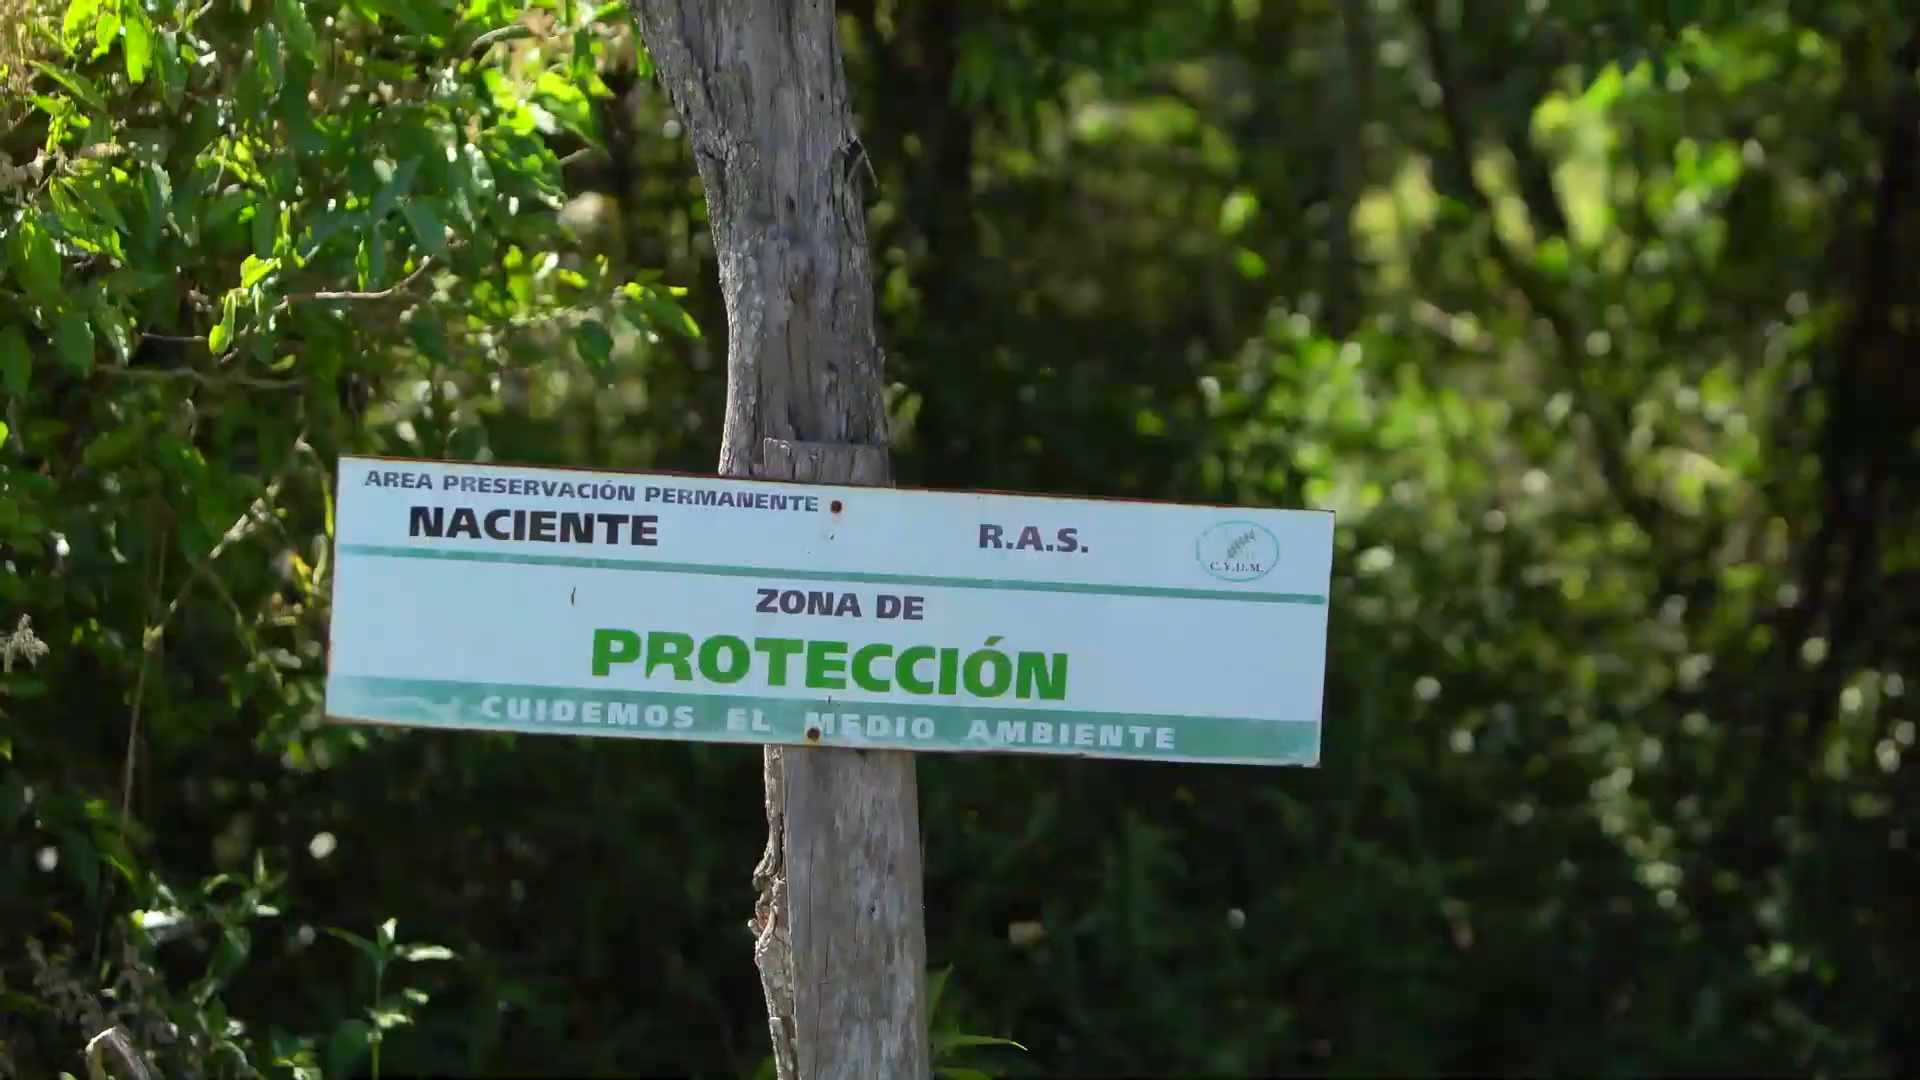 AREA PRESERVACIÓN PERMANENTE
NACIENTE
R.A.S.
C.Y.D.M.
ZONA DE
PROTECCIÓN
CUIDEMOS EL MEDIO AMBIENTE